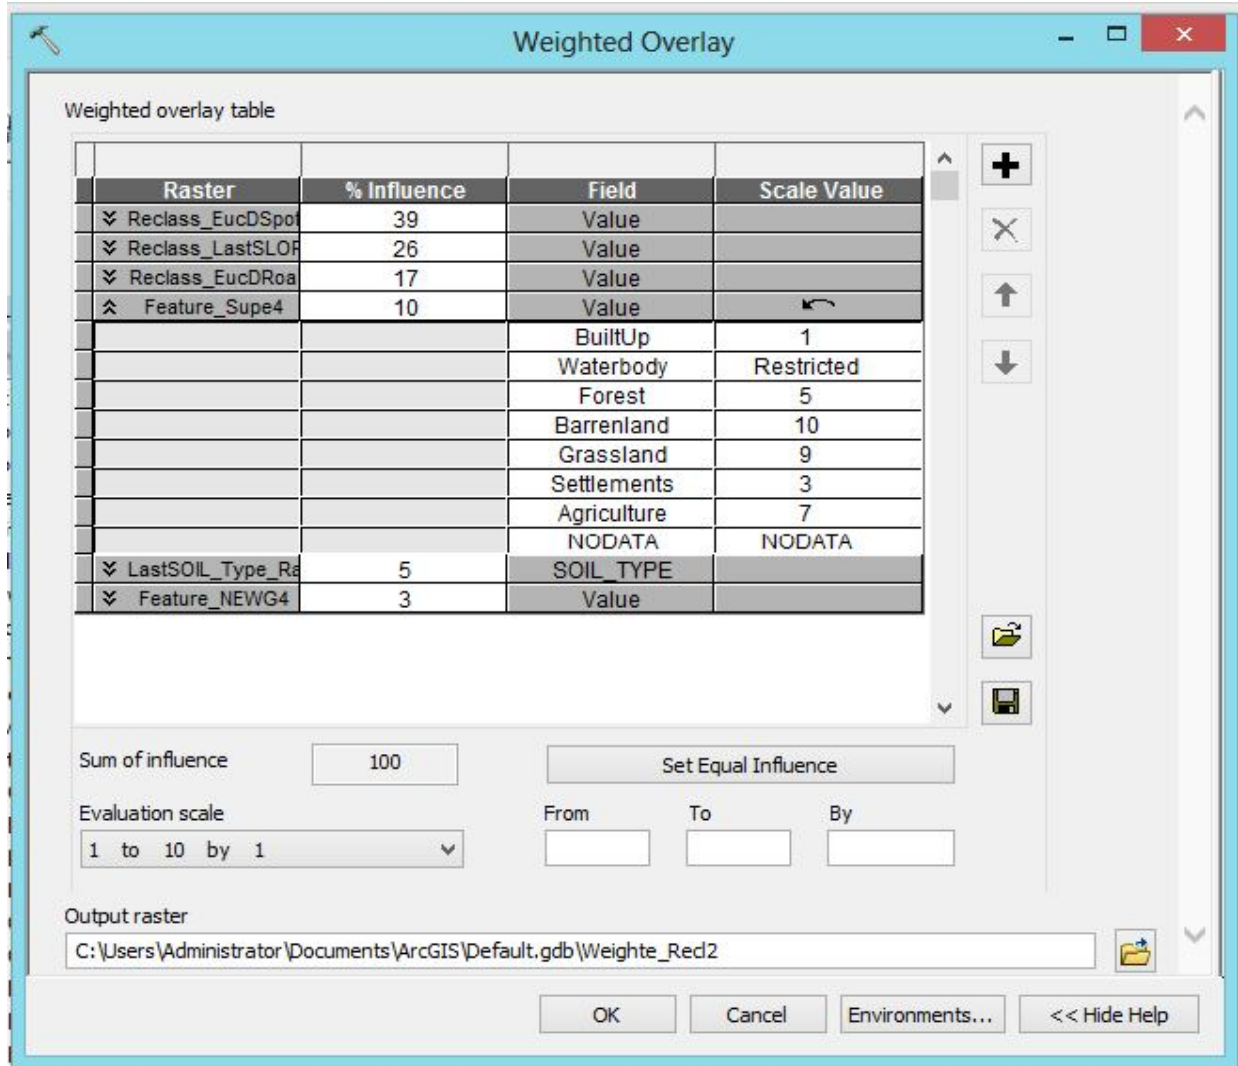 Weighted Overlay
Weighted overlay table
Raster % Influence Field Scale Value
Reclass_EucDSpot 39 Value
Reclass_LastSLOP 26 Value
Reclass_EucDRoa 17 Value
Feature_Supe4 10 Value
BuiltUp 1
Waterbody Restricted
Forest 5
Barrenland 10
Grassland 9
Settlements 3
Agriculture 7
NODATA NODATA
LastSOIL_Type_Ra 5 SOIL_TYPE
Feature_NEWG4 3 Value
Sum of influence 100 Set Equal Influence
Evaluation scale From To By
1 to 10 by 1
Output raster
C:\Users\Administrator\Documents\ArcGIS\Default.gdb\Weighte_Recl2
OK Cancel Environments... << Hide Help